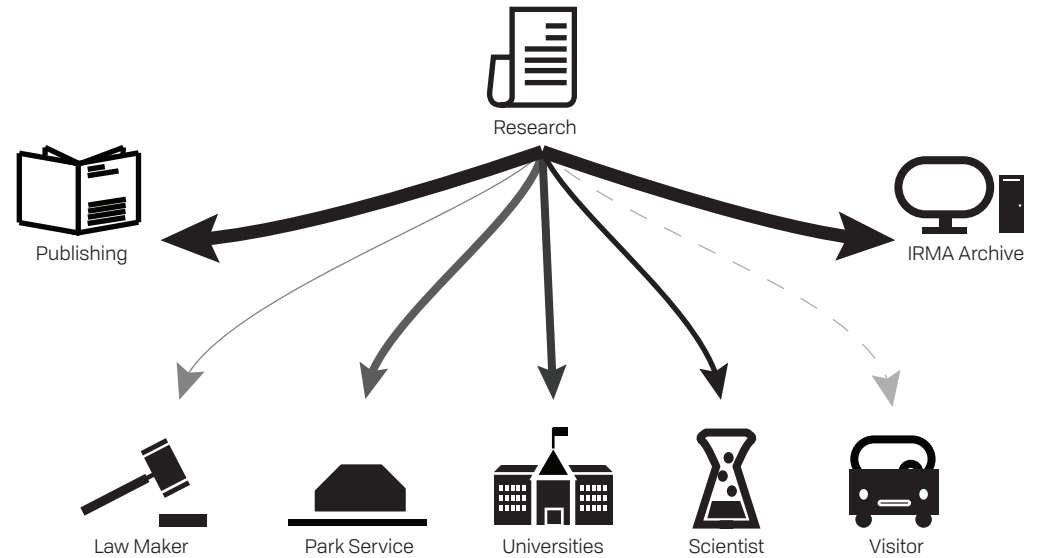 Research
Publishing
IRMA Archive
Law Maker
Park Service
Universities
Scientist
Visitor